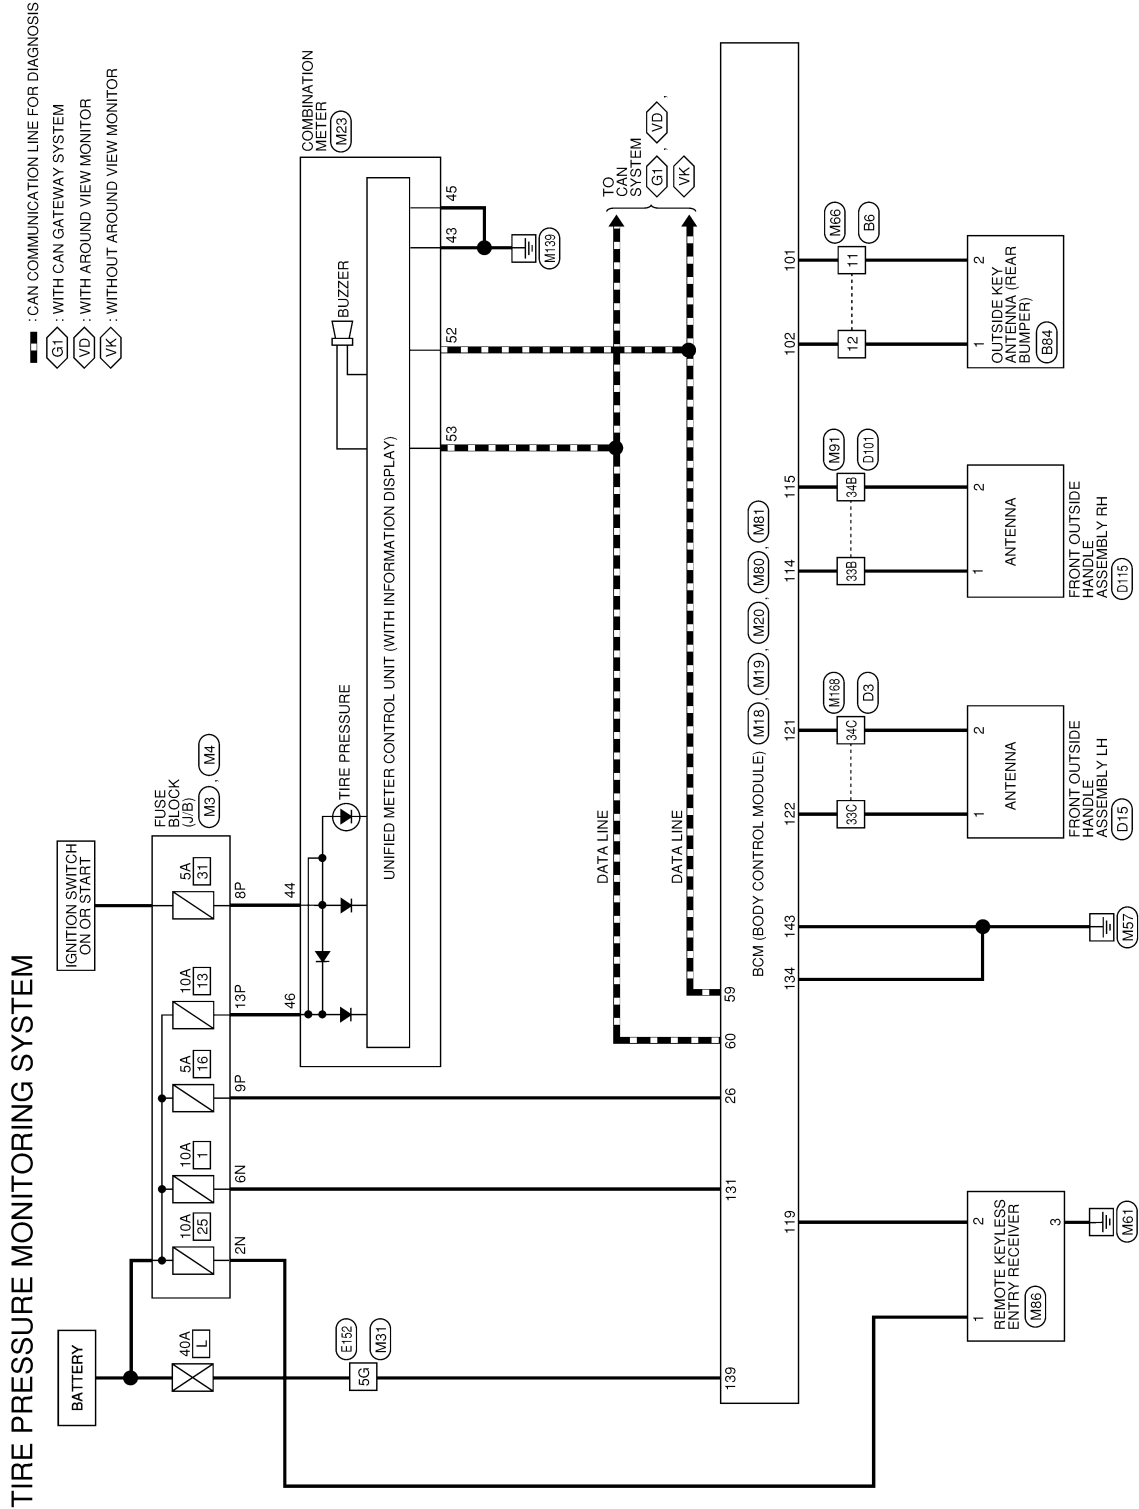 TIRE PRESSURE MONITORING SYSTEM
: CAN COMMUNICATION LINE FOR DIAGNOSIS
G1 : WITH CAN GATEWAY SYSTEM
VD : WITH AROUND VIEW MONITOR
VK : WITHOUT AROUND VIEW MONITOR
BATTERY
IGNITION SWITCH
ON OR START
FUSE
BLOCK
(J/B)
M3 , M4
40A
L
10A
25
10A
1
5A
16
10A
13
5A
31
2N
6N
9P
13P
8P
E152
M31
5G
46
44
COMBINATION
METER
M23
TIRE PRESSURE
BUZZER
UNIFIED METER CONTROL UNIT (WITH INFORMATION DISPLAY)
53
52
43
45
M139
DATA LINE
DATA LINE
TO
CAN
SYSTEM
G1 , VD ,
VK
139
131
26
60
59
BCM (BODY CONTROL MODULE) M18 , M19 , M20 , M80 , M81
119
134
143
122
121
114
115
102
101
M57
M168
D3
33C
34C
M91
D101
33B
34B
M66
B6
12
11
1
2
3
REMOTE KEYLESS
ENTRY RECEIVER
M86
M61
1
2
ANTENNA
FRONT OUTSIDE
HANDLE
ASSEMBLY LH
D15
1
2
ANTENNA
FRONT OUTSIDE
HANDLE
ASSEMBLY RH
D115
1
2
OUTSIDE KEY
ANTENNA (REAR
BUMPER)
B84